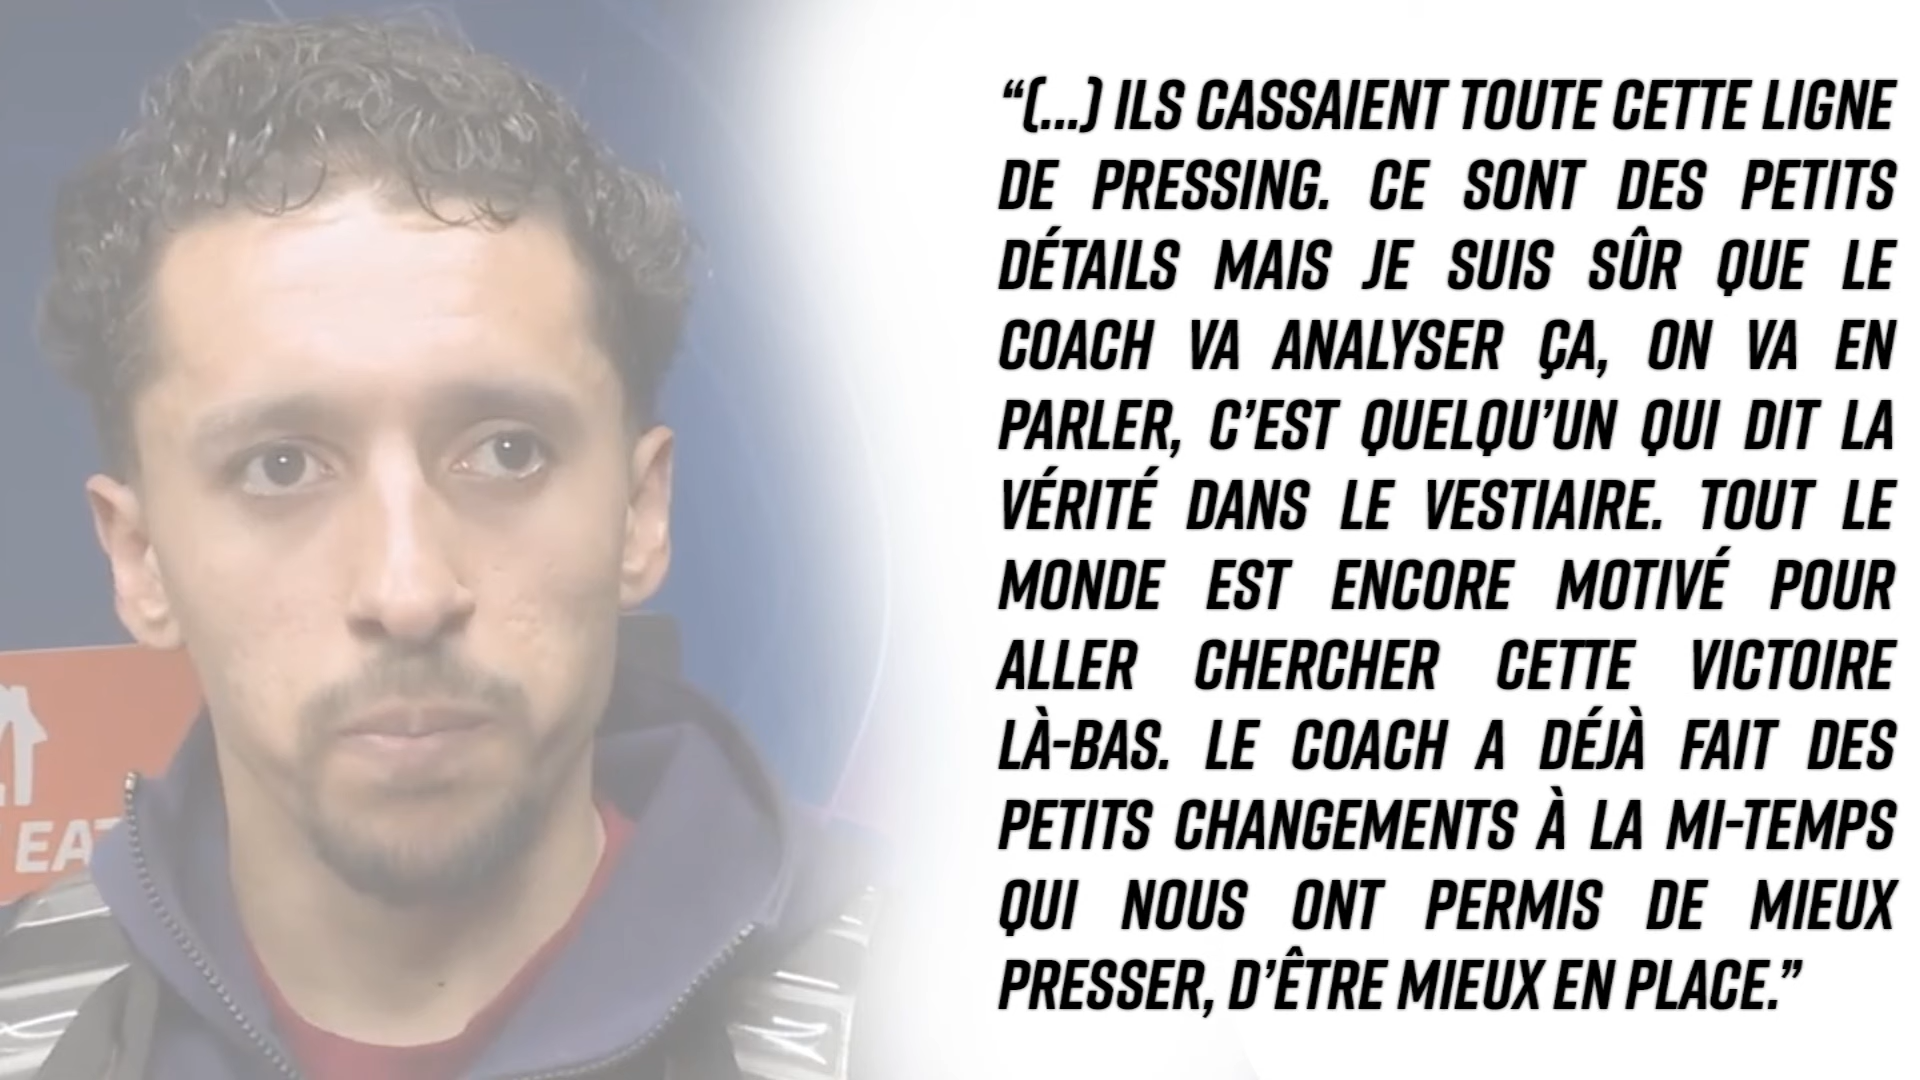 “(...) ILS CASSAIENT TOUTE CETTE LIGNE
DE PRESSING. CE SONT DES PETITS
DÉTAILS MAIS JE SUIS SÛR QUE LE
COACH VA ANALYSER ÇA, ON VA EN
PARLER, C’EST QUELQU’UN QUI DIT LA
VÉRITÉ DANS LE VESTIAIRE. TOUT LE
MONDE EST ENCORE MOTIVÉ POUR
ALLER CHERCHER CETTE VICTOIRE
LÀ-BAS. LE COACH A DÉJÀ FAIT DES
PETITS CHANGEMENTS À LA MI-TEMPS
QUI NOUS ONT PERMIS DE MIEUX
PRESSER, D’ÊTRE MIEUX EN PLACE.”